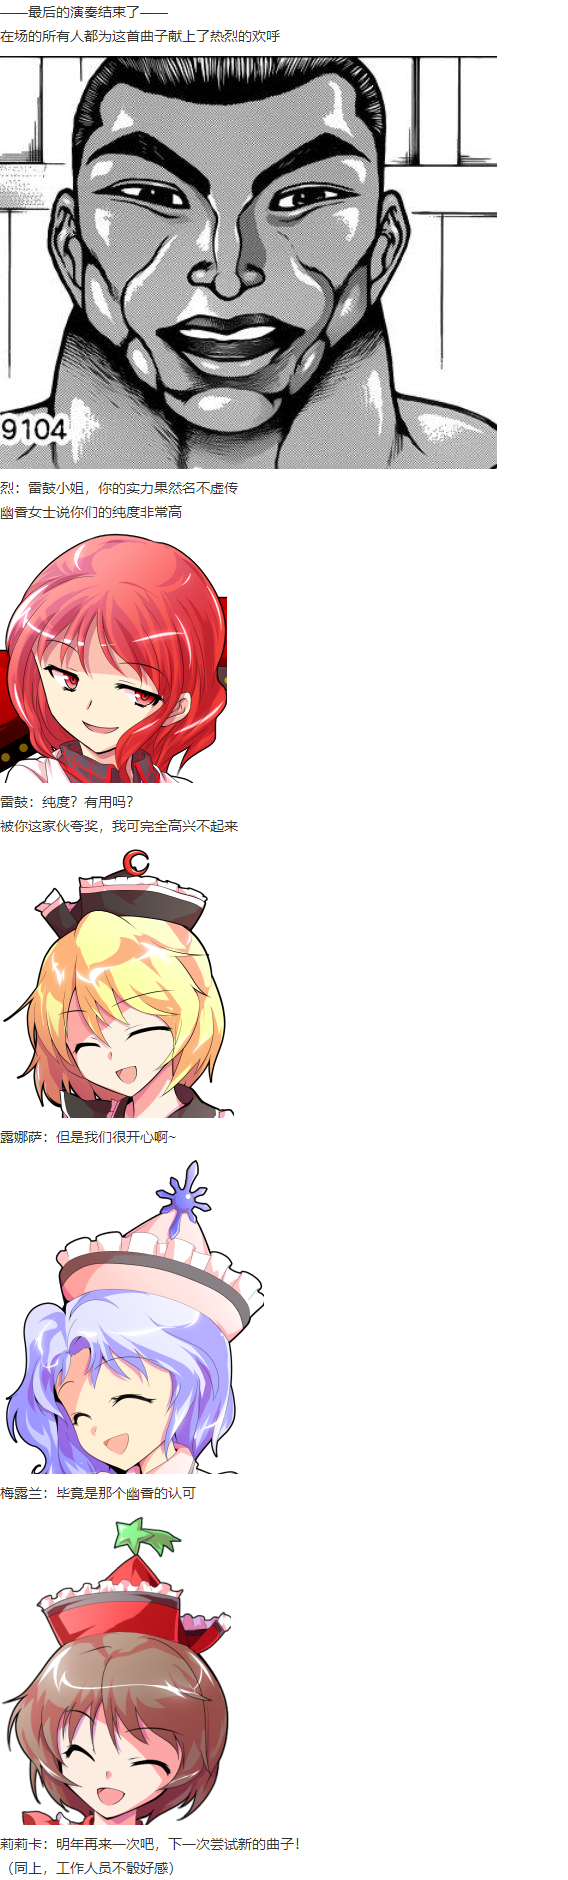 ——最后的演奏结束了——
在场的所有人都为这首曲子献上了热烈的欢呼
9104
烈：雷鼓小姐，你的实力果然名不虚传
幽香女士说你们的纯度非常高
雷鼓：纯度？有用吗？
被你这家伙夸奖，我可完全高兴不起来
露娜萨：但是我们很开心啊~
梅露兰：毕竟是那个幽香的认可
莉莉卡：明年再来一次吧，下一次尝试新的曲子！
（同上，工作人员不骰好感）